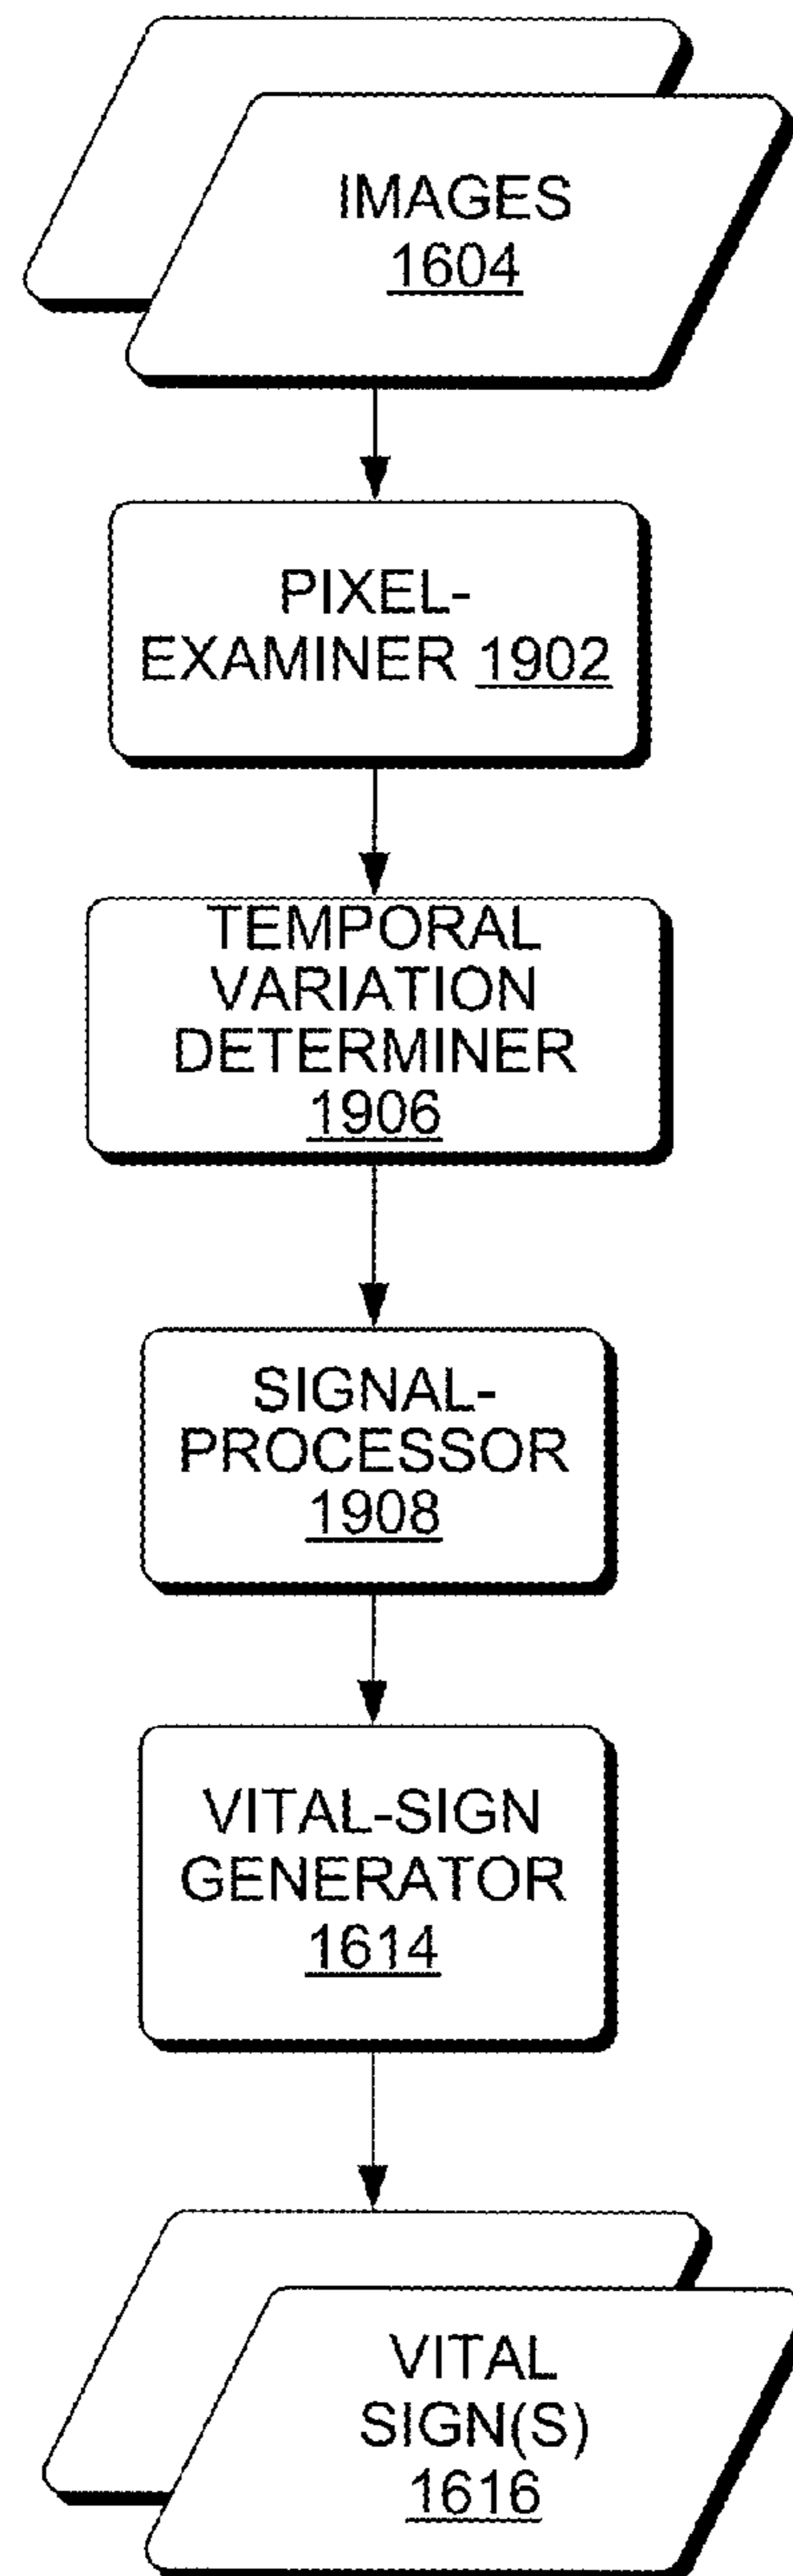 IMAGES
1604
PIXEL-
EXAMINER 1902
TEMPORAL
VARIATION
DETERMINER
1906
SIGNAL-
PROCESSOR
1908
VITAL-SIGN
GENERATOR
1614
VITAL
SIGN(S)
1616